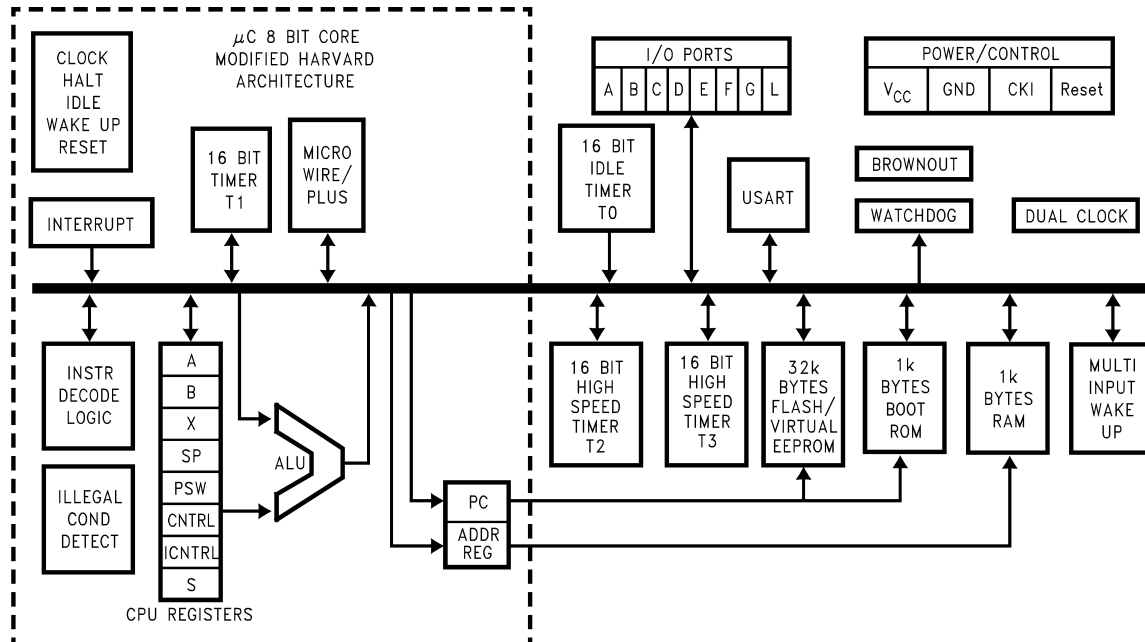 µC 8 BIT CORE
MODIFIED HARVARD
ARCHITECTURE
CLOCK
HALT
IDLE
WAKE UP
RESET
INTERRUPT
16 BIT
TIMER
T1
MICRO
WIRE/
PLUS
I/O PORTS
A B C D E F G L
POWER/CONTROL
VCC GND CKI Reset
16 BIT
IDLE
TIMER
T0
USART
BROWNOUT
WATCHDOG
DUAL CLOCK
INSTR
DECODE
LOGIC
ILLEGAL
COND
DETECT
A
B
X
SP
PSW
CNTRL
ICNTRL
S
CPU REGISTERS
ALU
PC
ADDR
REG
16 BIT
HIGH
SPEED
TIMER
T2
16 BIT
HIGH
SPEED
TIMER
T3
32k
BYTES
FLASH/
VIRTUAL
EEPROM
1k
BYTES
BOOT
ROM
1k
BYTES
RAM
MULTI
INPUT
WAKE
UP